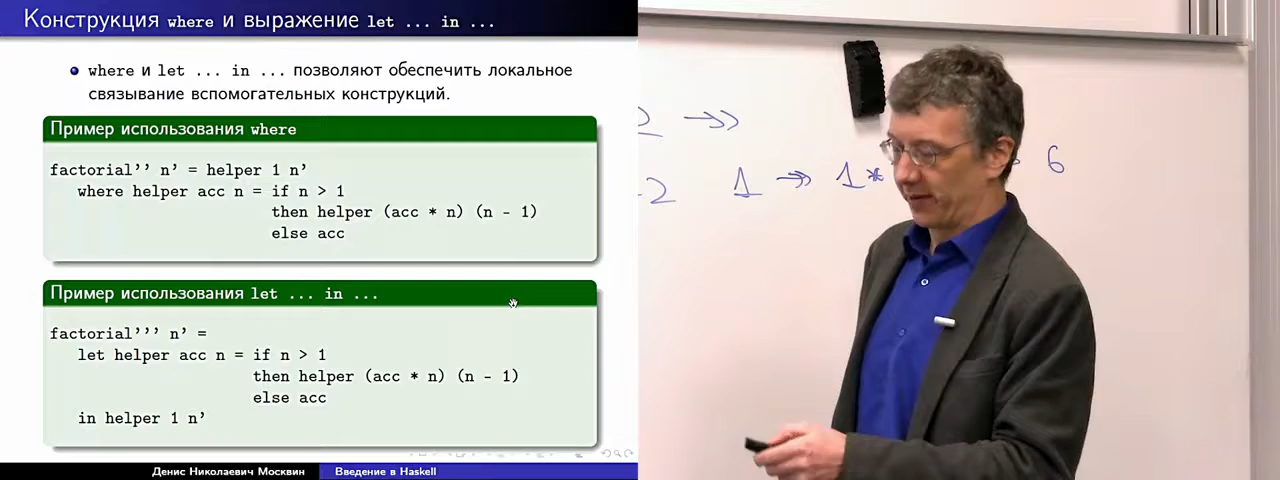 Конструкция where и выражение let ... in ...
where и let ... in ... позволяют обеспечить локальное
связывание вспомогательных конструкций.
Пример использования where
factorial'' n' = helper 1 n'
where helper acc n = if n > 1
then helper (acc * n) (n - 1)
else acc
Пример использования let ... in ...
factorial''' n' =
let helper acc n = if n > 1
then helper (acc * n) (n - 1)
else acc
in helper 1 n'
Денис Николаевич Москвин
Введение в Haskell
2 ->>
-2 1 ->> 1* 6